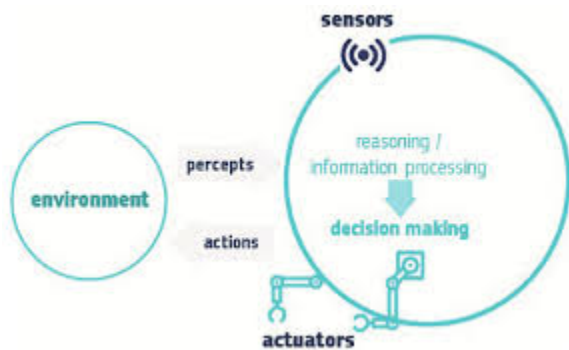 sensors
reasoning /
information processing
percepts
environment
decision making
actions
actuators